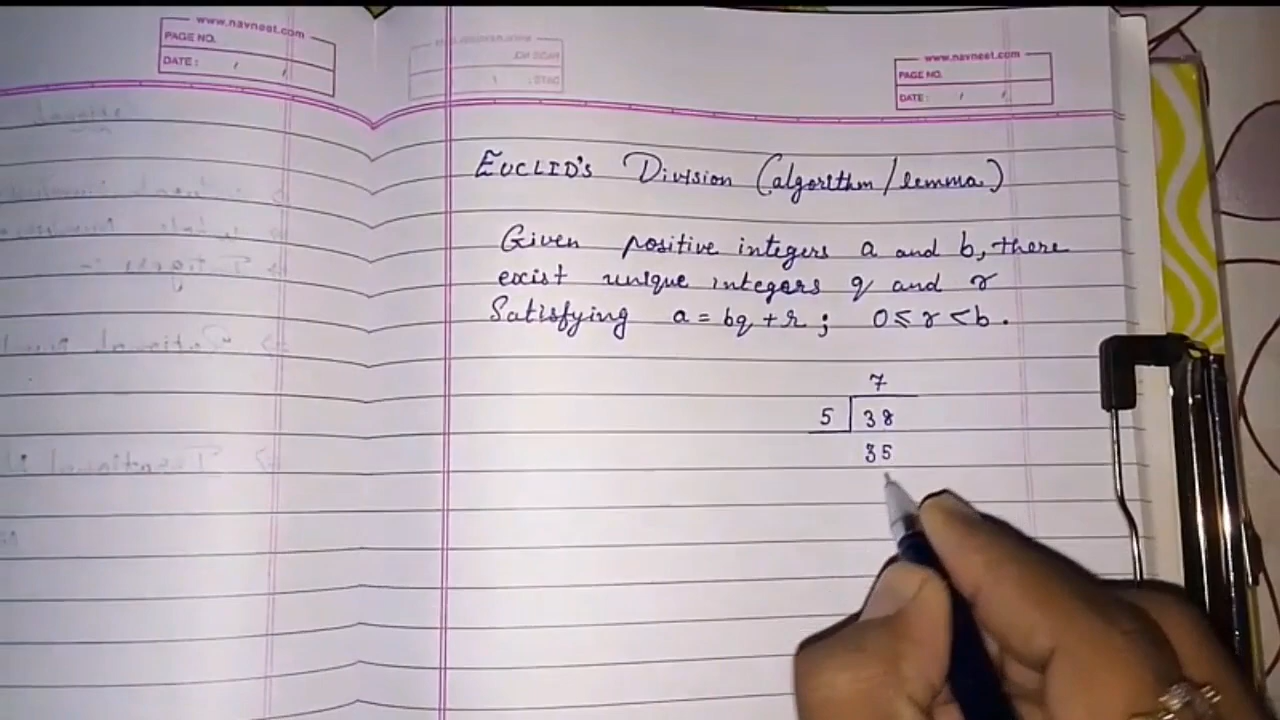 www.navneet.com
PAGE NO.
DATE : / /
www.navneet.com
PAGE NO.
DATE : / /
EUCLID's Division (algorithm/lemma)
Given positive integers a and b, there
exist unique integers q and r
Satisfying a = bq + r ; 0 ≤ r < b.
7
5 38
35